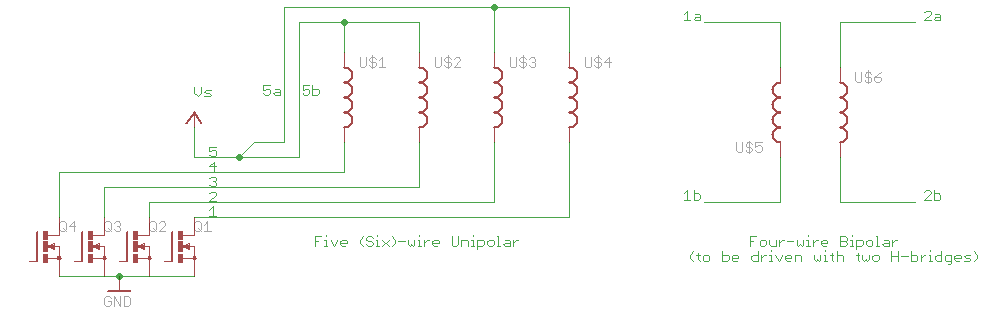 1a
2a
U$1
U$2
U$3
U$4
U$6
Vs
5a
5b
U$5
5
4
3
2
1
1b
2b
Q4
Q3
Q2
Q1
Five (Six)-wire Unipolar
Four-wire Bipolar
(to be driven with two H-bridges)
GND